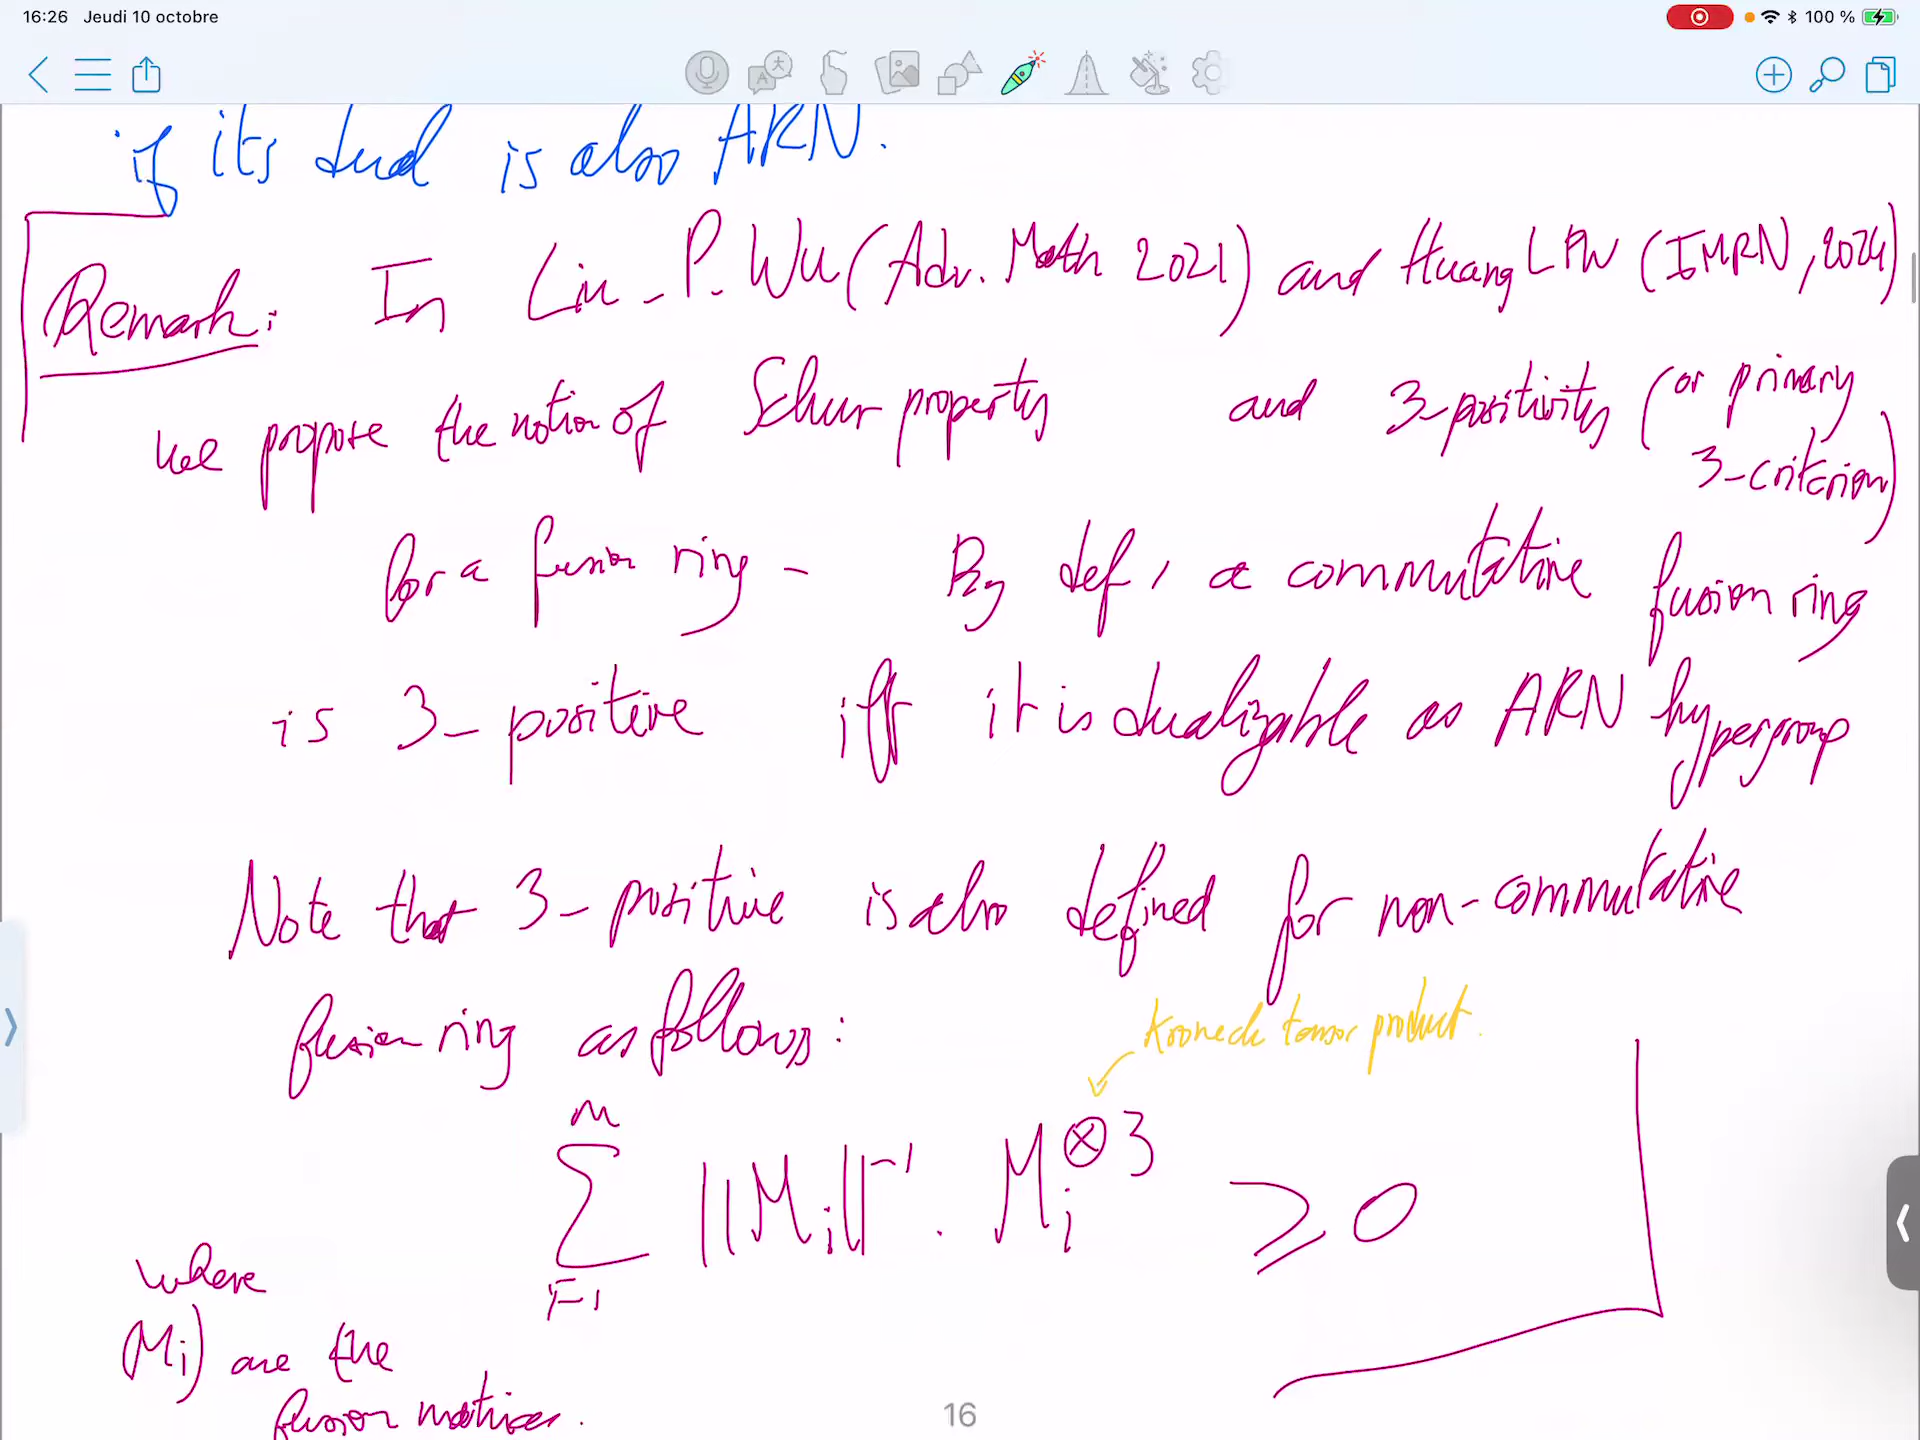 16:26 Jeudi 10 octobre
100 %
if its dual is also ARN.
Remark: In Liu-P.-Wu (Adv. Math 2021) and Huang LPW (IMRN, 2024)
we propose the notion of Schur property and 3-positivity (or primary
3-criterion)
for a fusion ring - By def, a commutative fusion ring
is 3-positive iff it is dualizable as ARN hypergroup
Note that 3-positive is also defined for non-commutative
fusion ring as follows:
Kroneck tensor product.
∑_{i=1}^{m} ||M_i||^{-1} . M_i^{⊗3} ≥ 0
where
M_i) are the
fusion matrices.
16